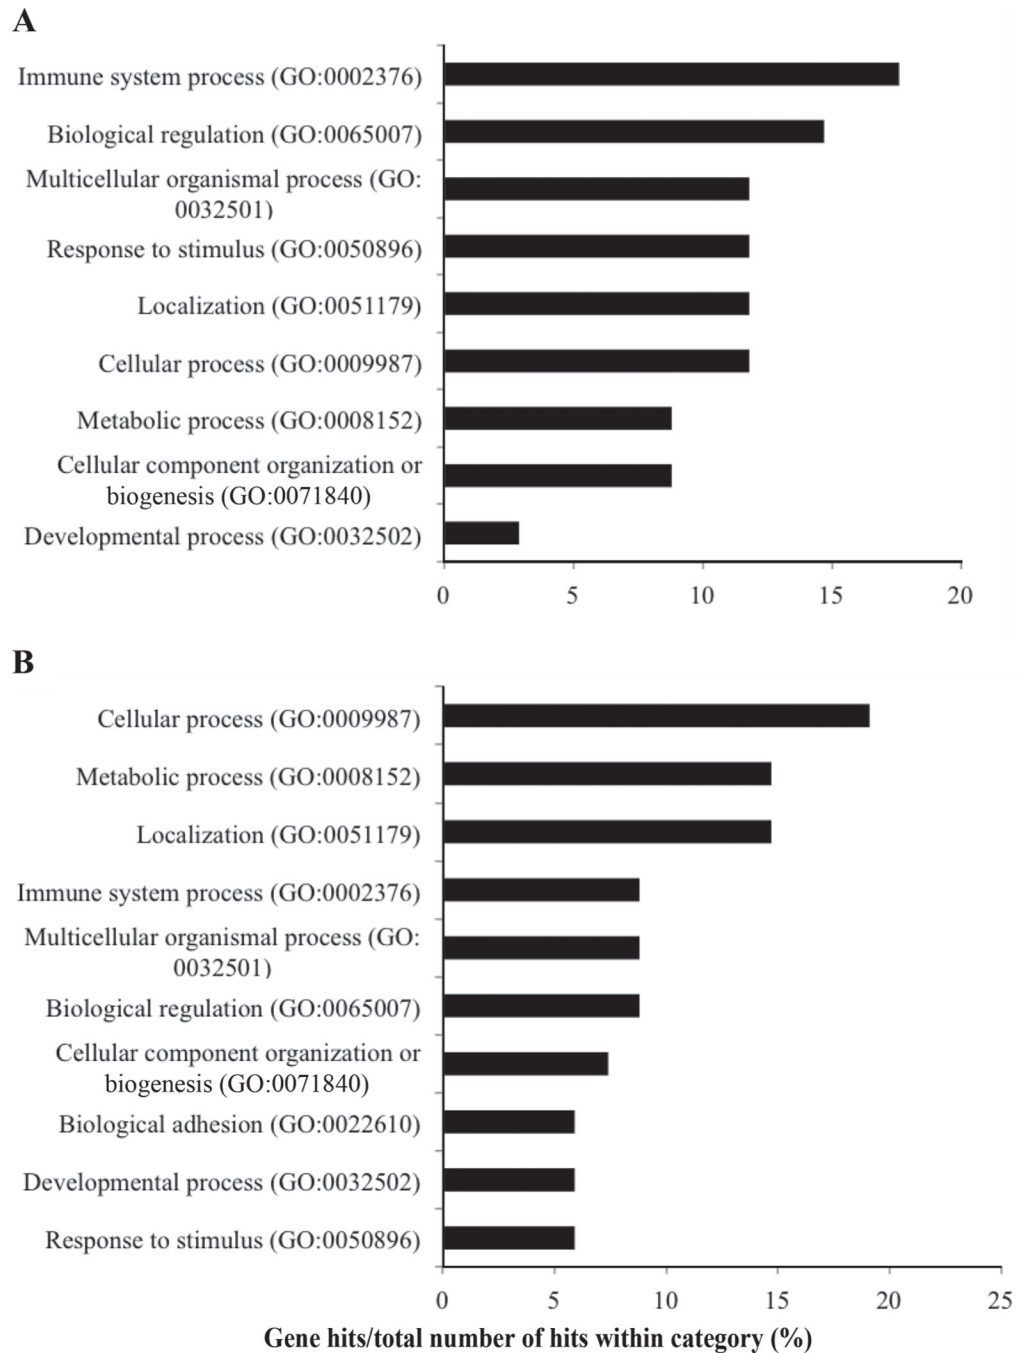 A
Immune system process (GO:0002376)
Biological regulation (GO:0065007)
Multicellular organismal process (GO:
0032501)
Response to stimulus (GO:0050896)
Localization (GO:0051179)
Cellular process (GO:0009987)
Metabolic process (GO:0008152)
Cellular component organization or
biogenesis (GO:0071840)
Developmental process (GO:0032502)
0 5 10 15 20
B
Cellular process (GO:0009987)
Metabolic process (GO:0008152)
Localization (GO:0051179)
Immune system process (GO:0002376)
Multicellular organismal process (GO:
0032501)
Biological regulation (GO:0065007)
Cellular component organization or
biogenesis (GO:0071840)
Biological adhesion (GO:0022610)
Developmental process (GO:0032502)
Response to stimulus (GO:0050896)
0 5 10 15 20 25
Gene hits/total number of hits within category (%)